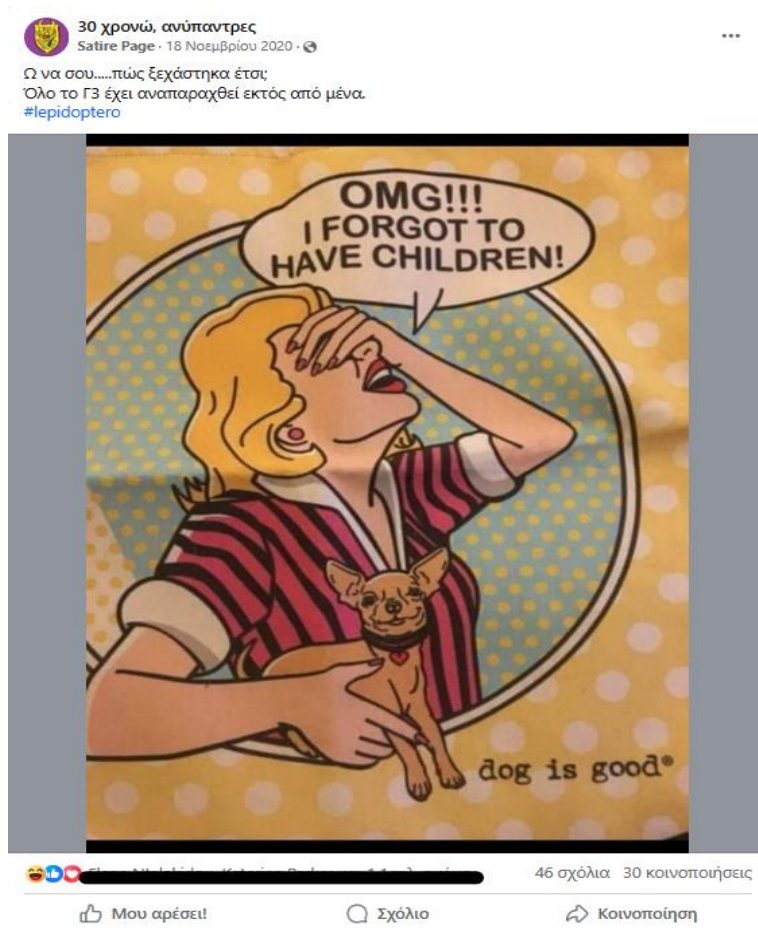 30 χρονώ, ανύπαντρες
Satire Page · 18 Νοεμβρίου 2020 ·
Ω να σου.....πώς ξεχάστηκα έτσι;
Όλο το Γ3 έχει αναπαραχθεί εκτός από μένα.
#lepidoptero
OMG!!!
I FORGOT TO
HAVE CHILDREN!
dog is good®
46 σχόλια 30 κοινοποιήσεις
Μου αρέσει! Σχόλιο Κοινοποίηση